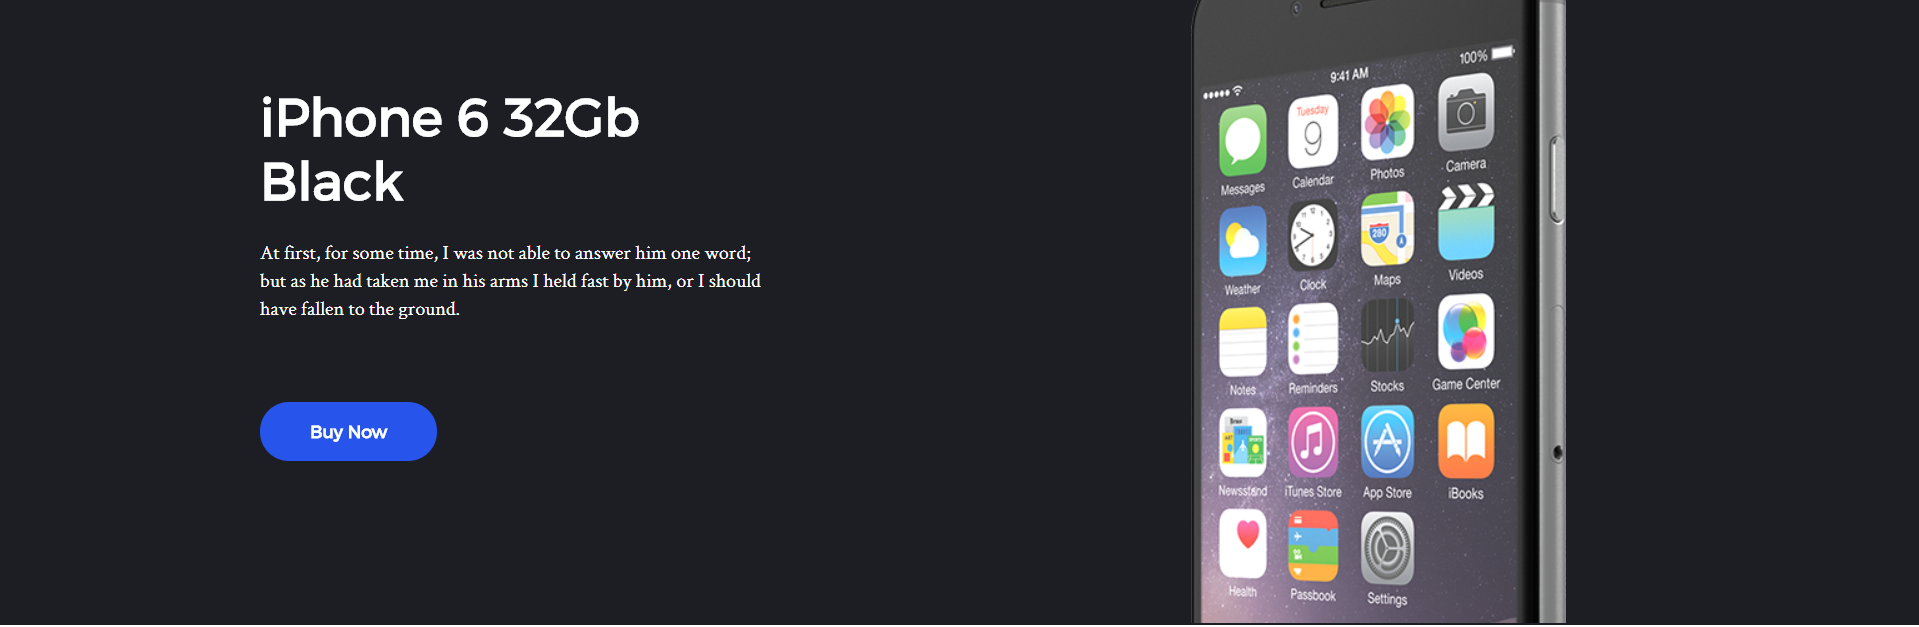 iPhone 6 32Gb
Black
At first, for some time, I was not able to answer him one word;
but as he had taken me in his arms I held fast by him, or I should
have fallen to the ground.
Buy Now
9:41 AM
100%
Tuesday
9
Messages
Calendar
Photos
Camera
280
Weather
Clock
Maps
Videos
Notes
Reminders
Stocks
Game Center
Newsstand
iTunes Store
App Store
iBooks
Health
Passbook
Settings